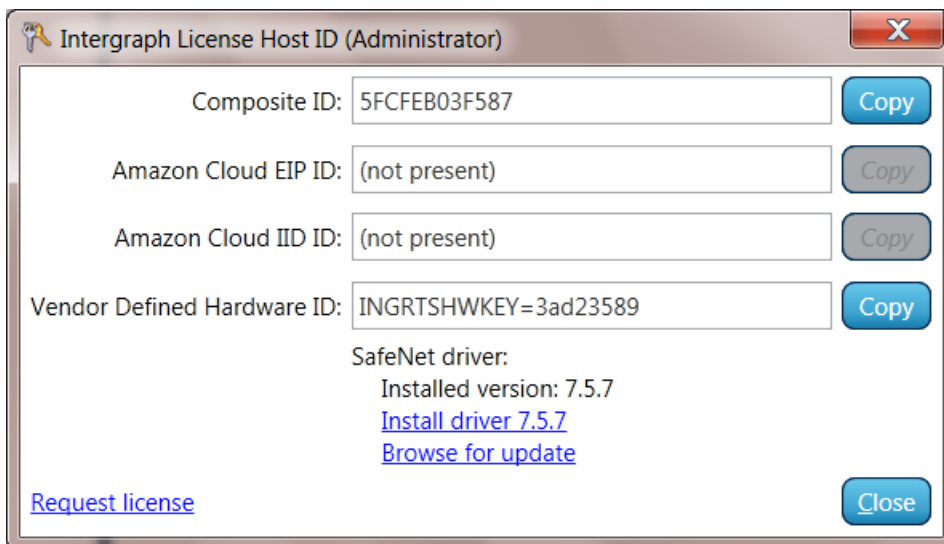 Intergraph License Host ID (Administrator)
X
Composite ID: 5FCFEB03F587 Copy
Amazon Cloud EIP ID: (not present) Copy
Amazon Cloud IID ID: (not present) Copy
Vendor Defined Hardware ID: INGRTSHWKEY=3ad23589 Copy
SafeNet driver:
Installed version: 7.5.7
Install driver 7.5.7
Browse for update
Request license Close